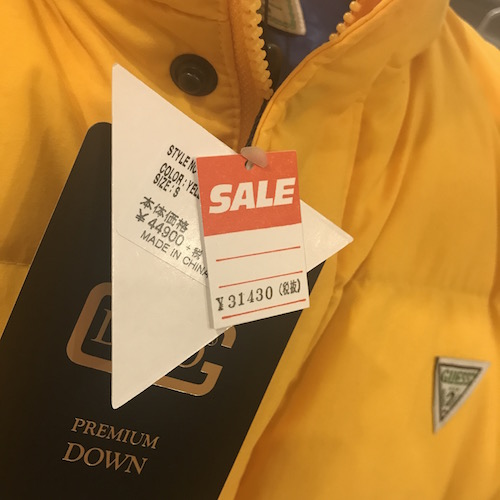 STYLE NO
COLOR : YEL
SIZE : S
本体価格
¥ 44900 +税
MADE IN CHINA
SALE
¥31430 (税抜)
G
PREMIUM
DOWN
GUESS